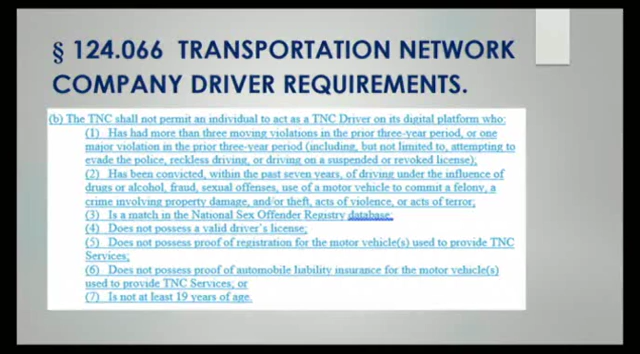 § 124.066 TRANSPORTATION NETWORK
COMPANY DRIVER REQUIREMENTS.
(b) The TNC shall not permit an individual to act as a TNC Driver on its digital platform who:
(1) Has had more than three moving violations in the prior three-year period, or one
major violation in the prior three-year period (including, but not limited to, attempting to
evade the police, reckless driving, or driving on a suspended or revoked license);
(2) Has been convicted, within the past seven years, of driving under the influence of
drugs or alcohol, fraud, sexual offenses, use of a motor vehicle to commit a felony, a
crime involving property damage, and/or theft, acts of violence, or acts of terror;
(3) Is a match in the National Sex Offender Registry database;
(4) Does not possess a valid driver's license;
(5) Does not possess proof of registration for the motor vehicle(s) used to provide TNC
Services;
(6) Does not possess proof of automobile liability insurance for the motor vehicle(s)
used to provide TNC Services; or
(7) Is not at least 19 years of age.